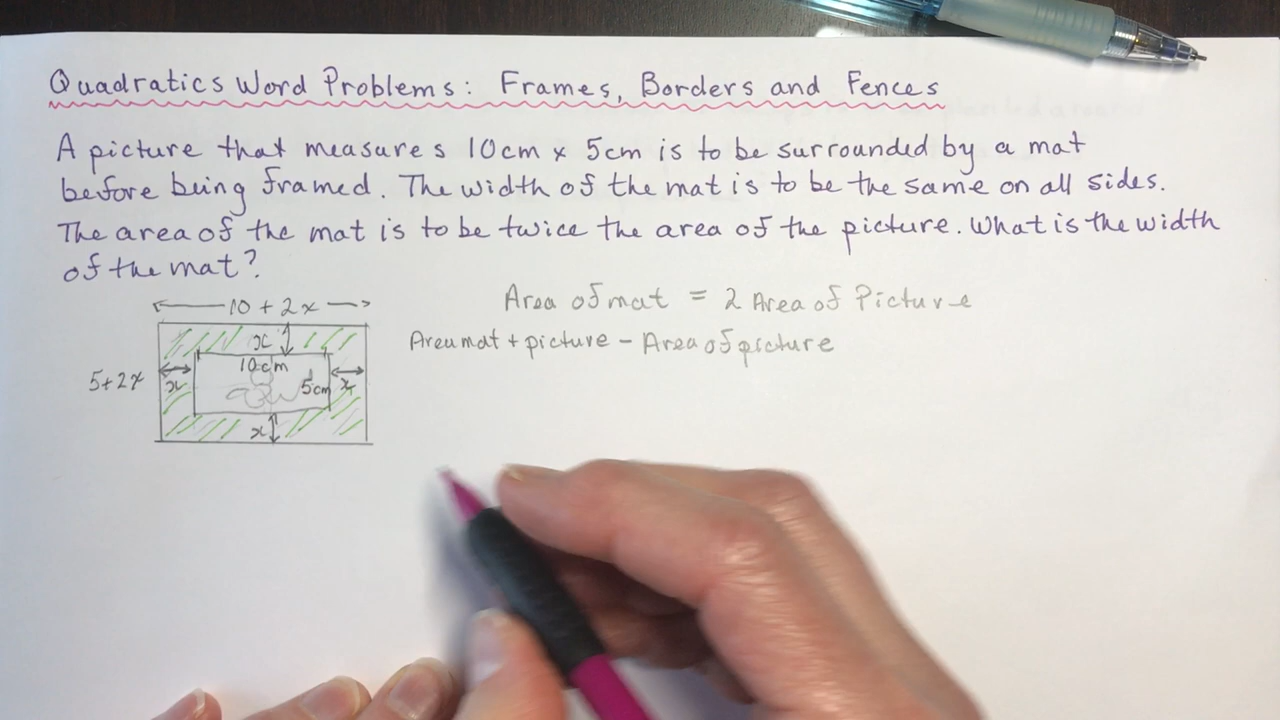 Quadratics Word Problems: Frames, Borders and Fences
A picture that measures 10cm x 5cm is to be surrounded by a mat
before being framed. The width of the mat is to be the same on all sides.
The area of the mat is to be twice the area of the picture. What is the width
of the mat?
10 + 2x
Area of mat = 2 Area of Picture
x
Area mat + picture - Area of picture
10cm
5+2x
x
5cm
x
x